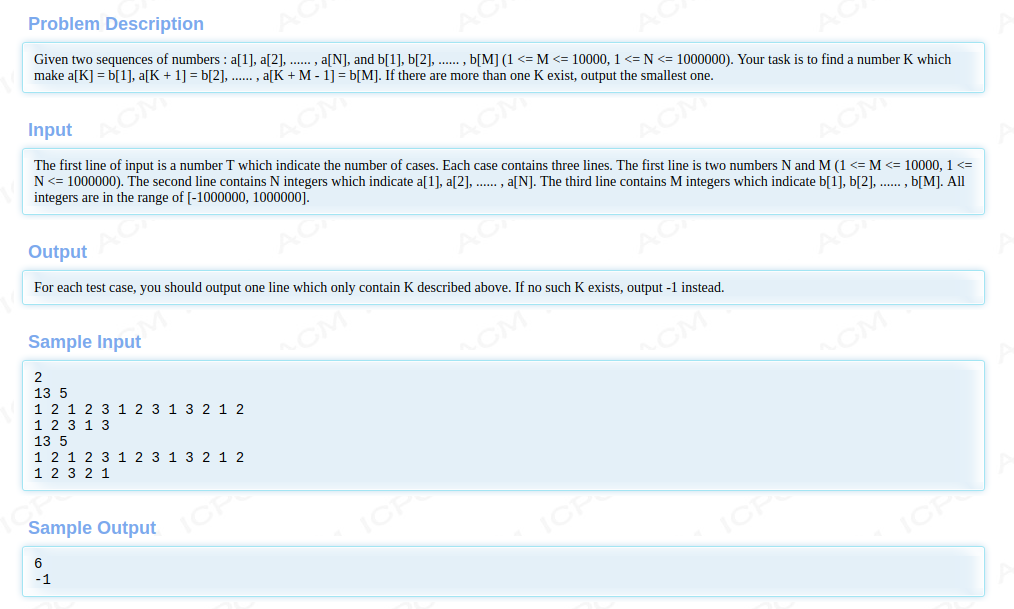 Problem Description
Given two sequences of numbers : a[1], a[2], ...... , a[N], and b[1], b[2], ...... , b[M] (1 <= M <= 10000, 1 <= N <= 1000000). Your task is to find a number K which
make a[K] = b[1], a[K + 1] = b[2], ...... , a[K + M - 1] = b[M]. If there are more than one K exist, output the smallest one.
Input
The first line of input is a number T which indicate the number of cases. Each case contains three lines. The first line is two numbers N and M (1 <= M <= 10000, 1 <=
N <= 1000000). The second line contains N integers which indicate a[1], a[2], ...... , a[N]. The third line contains M integers which indicate b[1], b[2], ...... , b[M]. All
integers are in the range of [-1000000, 1000000].
Output
For each test case, you should output one line which only contain K described above. If no such K exists, output -1 instead.
Sample Input
2
13 5
1 2 1 2 3 1 2 3 1 3 2 1 2
1 2 3 1 3
13 5
1 2 1 2 3 1 2 3 1 3 2 1 2
1 2 3 2 1
Sample Output
6
-1